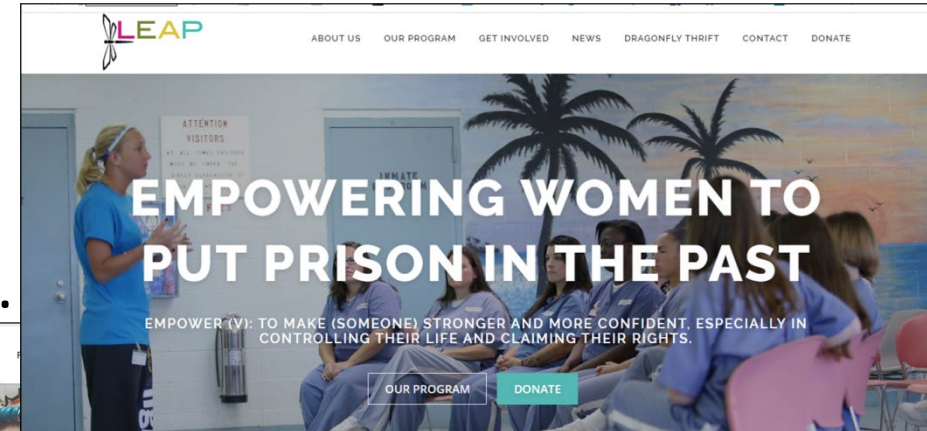 LEAP
ABOUT US OUR PROGRAM GET INVOLVED NEWS DRAGONFLY THRIFT CONTACT DONATE
ATTENTION
VISITORS
INMATE
EMPOWERING WOMEN TO
PUT PRISON IN THE PAST
EMPOWER (V): TO MAKE (SOMEONE) STRONGER AND MORE CONFIDENT, ESPECIALLY IN
CONTROLLING THEIR LIFE AND CLAIMING THEIR RIGHTS.
OUR PROGRAM DONATE